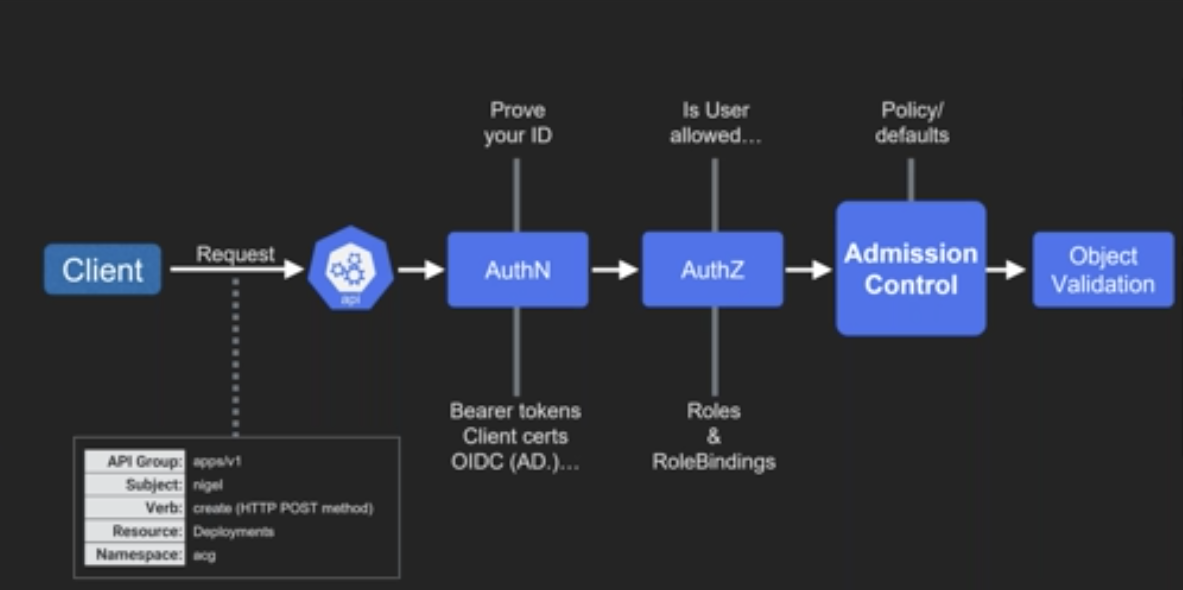 Prove
your ID
Is User
allowed...
Policy/
defaults
Client
Request
api
AuthN
AuthZ
Admission
Control
Object
Validation
Bearer tokens
Client certs
OIDC (AD.)...
Roles
&
RoleBindings
API Group: apps/v1
Subject: nigel
Verb: create (HTTP POST method)
Resource: Deployments
Namespace: acg